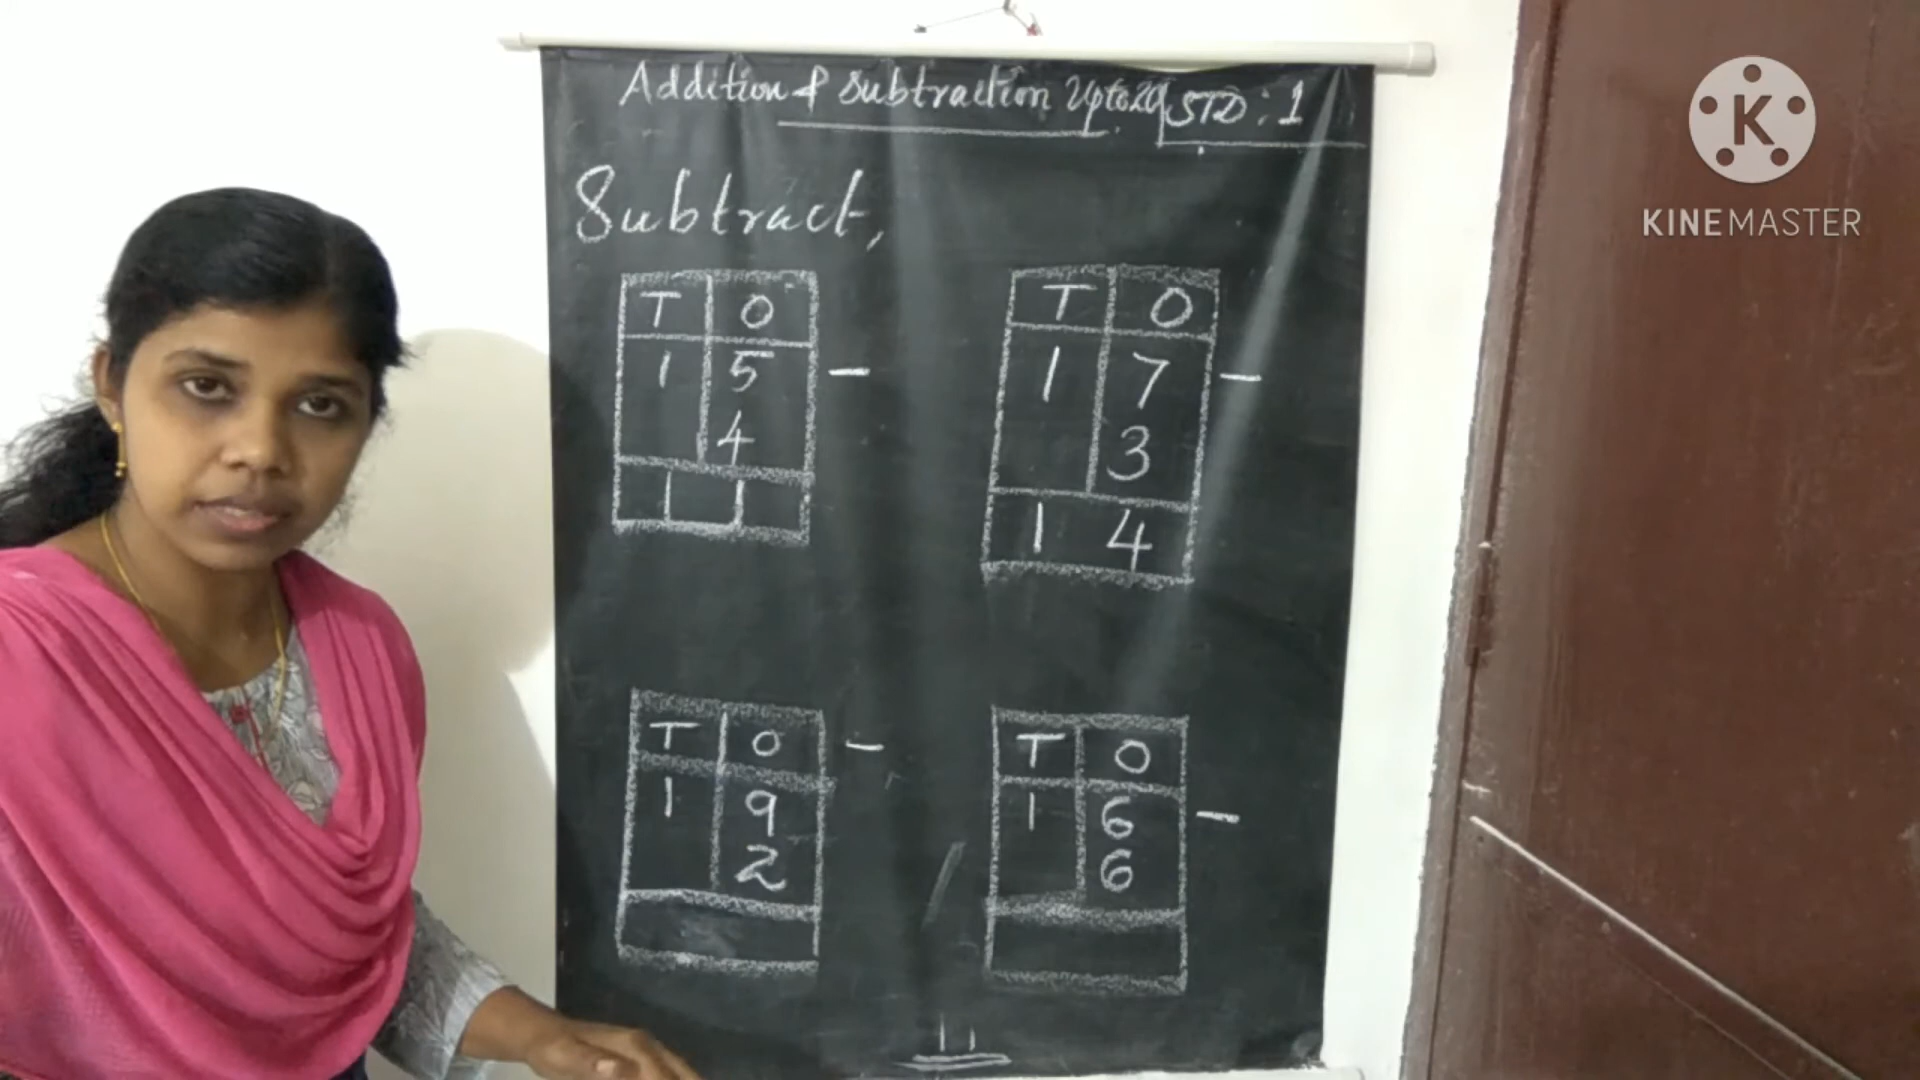 Addition & Subtraction Upto 20 STD : 1
Subtract,
T O
1 5 -
4
1 1
T O
1 7 -
3
1 4
T O -
1 9
2
T O
1 6 -
6
K
KINEMASTER